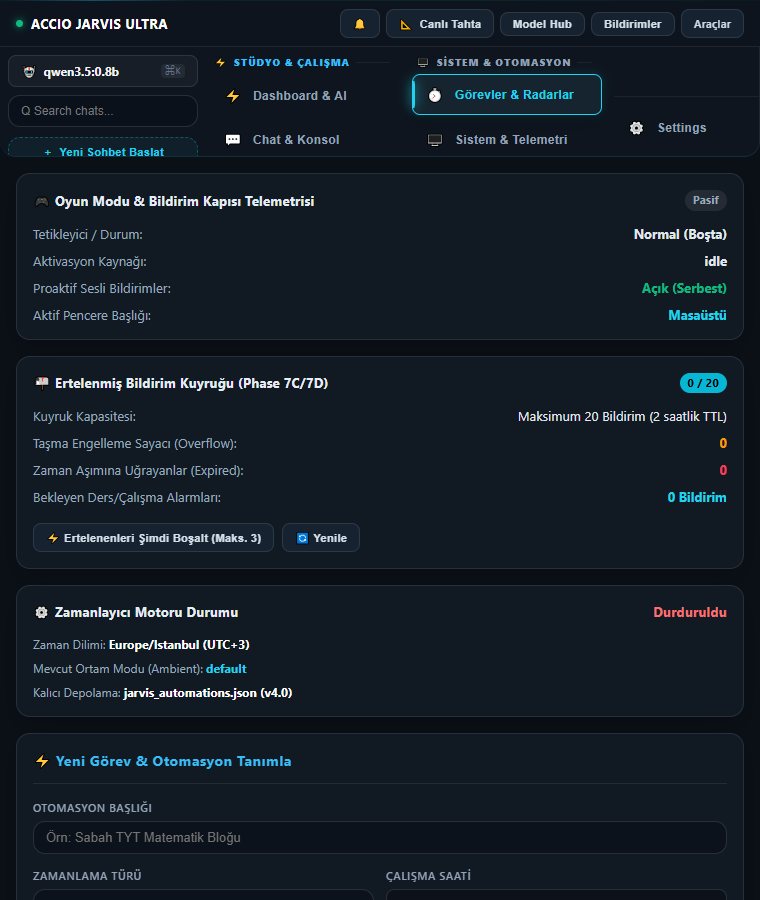 ACCIO JARVIS ULTRA
Canlı Tahta
Model Hub
Bildirimler
Araçlar
qwen3.5:0.8b ⌘K
Search chats...
+ Yeni Sohbet Başlat
STÜDYO & ÇALIŞMA
Dashboard & AI
Chat & Konsol
SİSTEM & OTOMASYON
Görevler & Radarlar
Sistem & Telemetri
Settings
Oyun Modu & Bildirim Kapısı Telemetrisi Pasif
Tetikleyici / Durum: Normal (Boşta)
Aktivasyon Kaynağı: idle
Proaktif Sesli Bildirimler: Açık (Serbest)
Aktif Pencere Başlığı: Masaüstü
Ertelenmiş Bildirim Kuyruğu (Phase 7C/7D) 0 / 20
Kuyruk Kapasitesi: Maksimum 20 Bildirim (2 saatlik TTL)
Taşma Engelleme Sayacı (Overflow): 0
Zaman Aşımına Uğrayanlar (Expired): 0
Bekleyen Ders/Çalışma Alarmları: 0 Bildirim
Ertelenenleri Şimdi Boşalt (Maks. 3) Yenile
Zamanlayıcı Motoru Durumu Durduruldu
Zaman Dilimi: Europe/Istanbul (UTC+3)
Mevcut Ortam Modu (Ambient): default
Kalıcı Depolama: jarvis_automations.json (v4.0)
Yeni Görev & Otomasyon Tanımla
OTOMASYON BAŞLIĞI
Örn: Sabah TYT Matematik Bloğu
ZAMANLAMA TÜRÜ ÇALIŞMA SAATİ